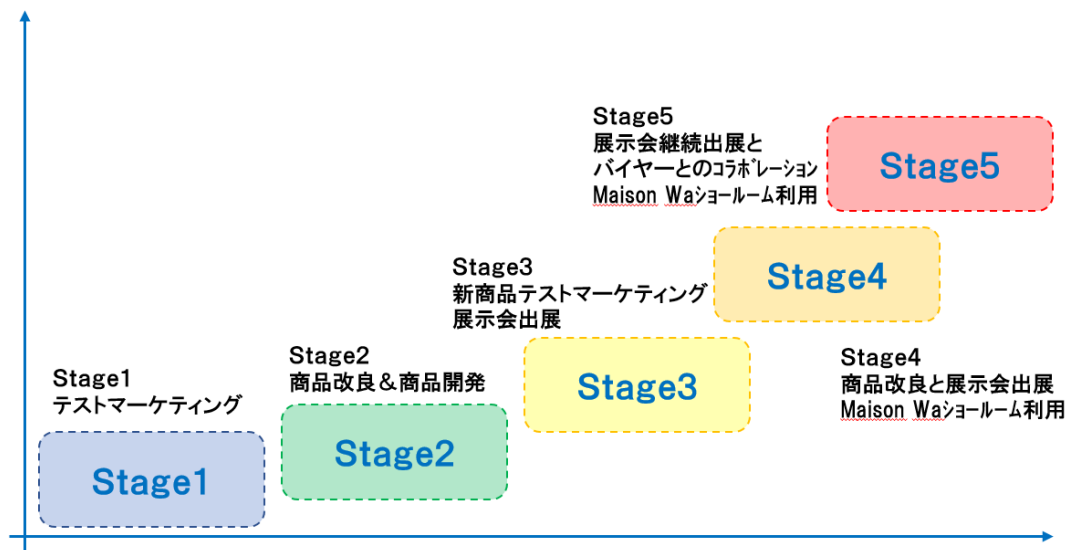 Stage1
テストマーケティング
Stage1
Stage2
商品改良&商品開発
Stage2
Stage3
新商品テストマーケティング
展示会出展
Stage3
Stage4
Stage4
商品改良と展示会出展
Maison Waｼｮｰﾙｰﾑ利用
Stage5
展示会継続出展と
バイヤーとのｺﾗﾎﾞﾚｰｼｮﾝ
Maison Waｼｮｰﾙｰﾑ利用
Stage5